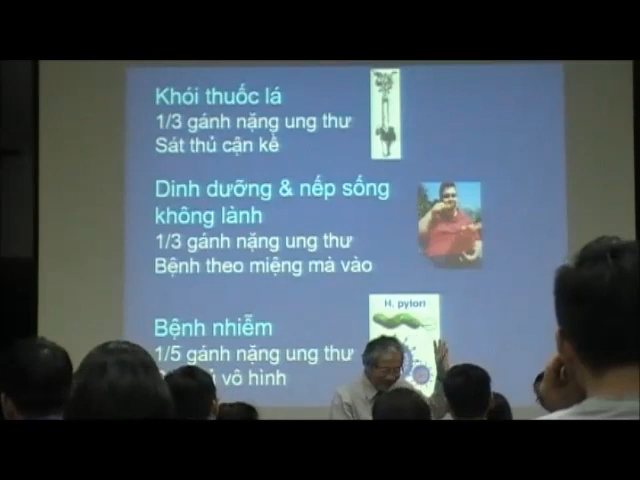 Khói thuốc lá
1/3 gánh nặng ung thư
Sát thủ cận kề
Dinh dưỡng & nếp sống
không lành
1/3 gánh nặng ung thư
Bệnh theo miệng mà vào
H. pylori
Bệnh nhiễm
1/5 gánh nặng ung thư
vô hình